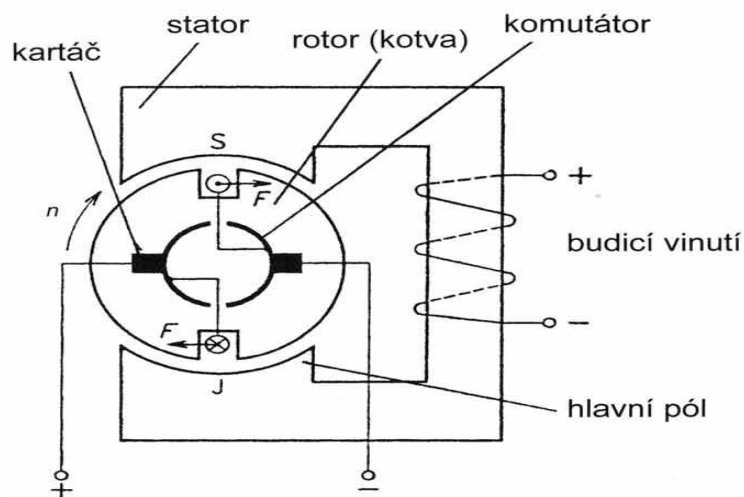 stator
rotor (kotva)
komutátor
kartáč
S
F
n
+
budicí vinutí
F
–
J
hlavní pól
+
–